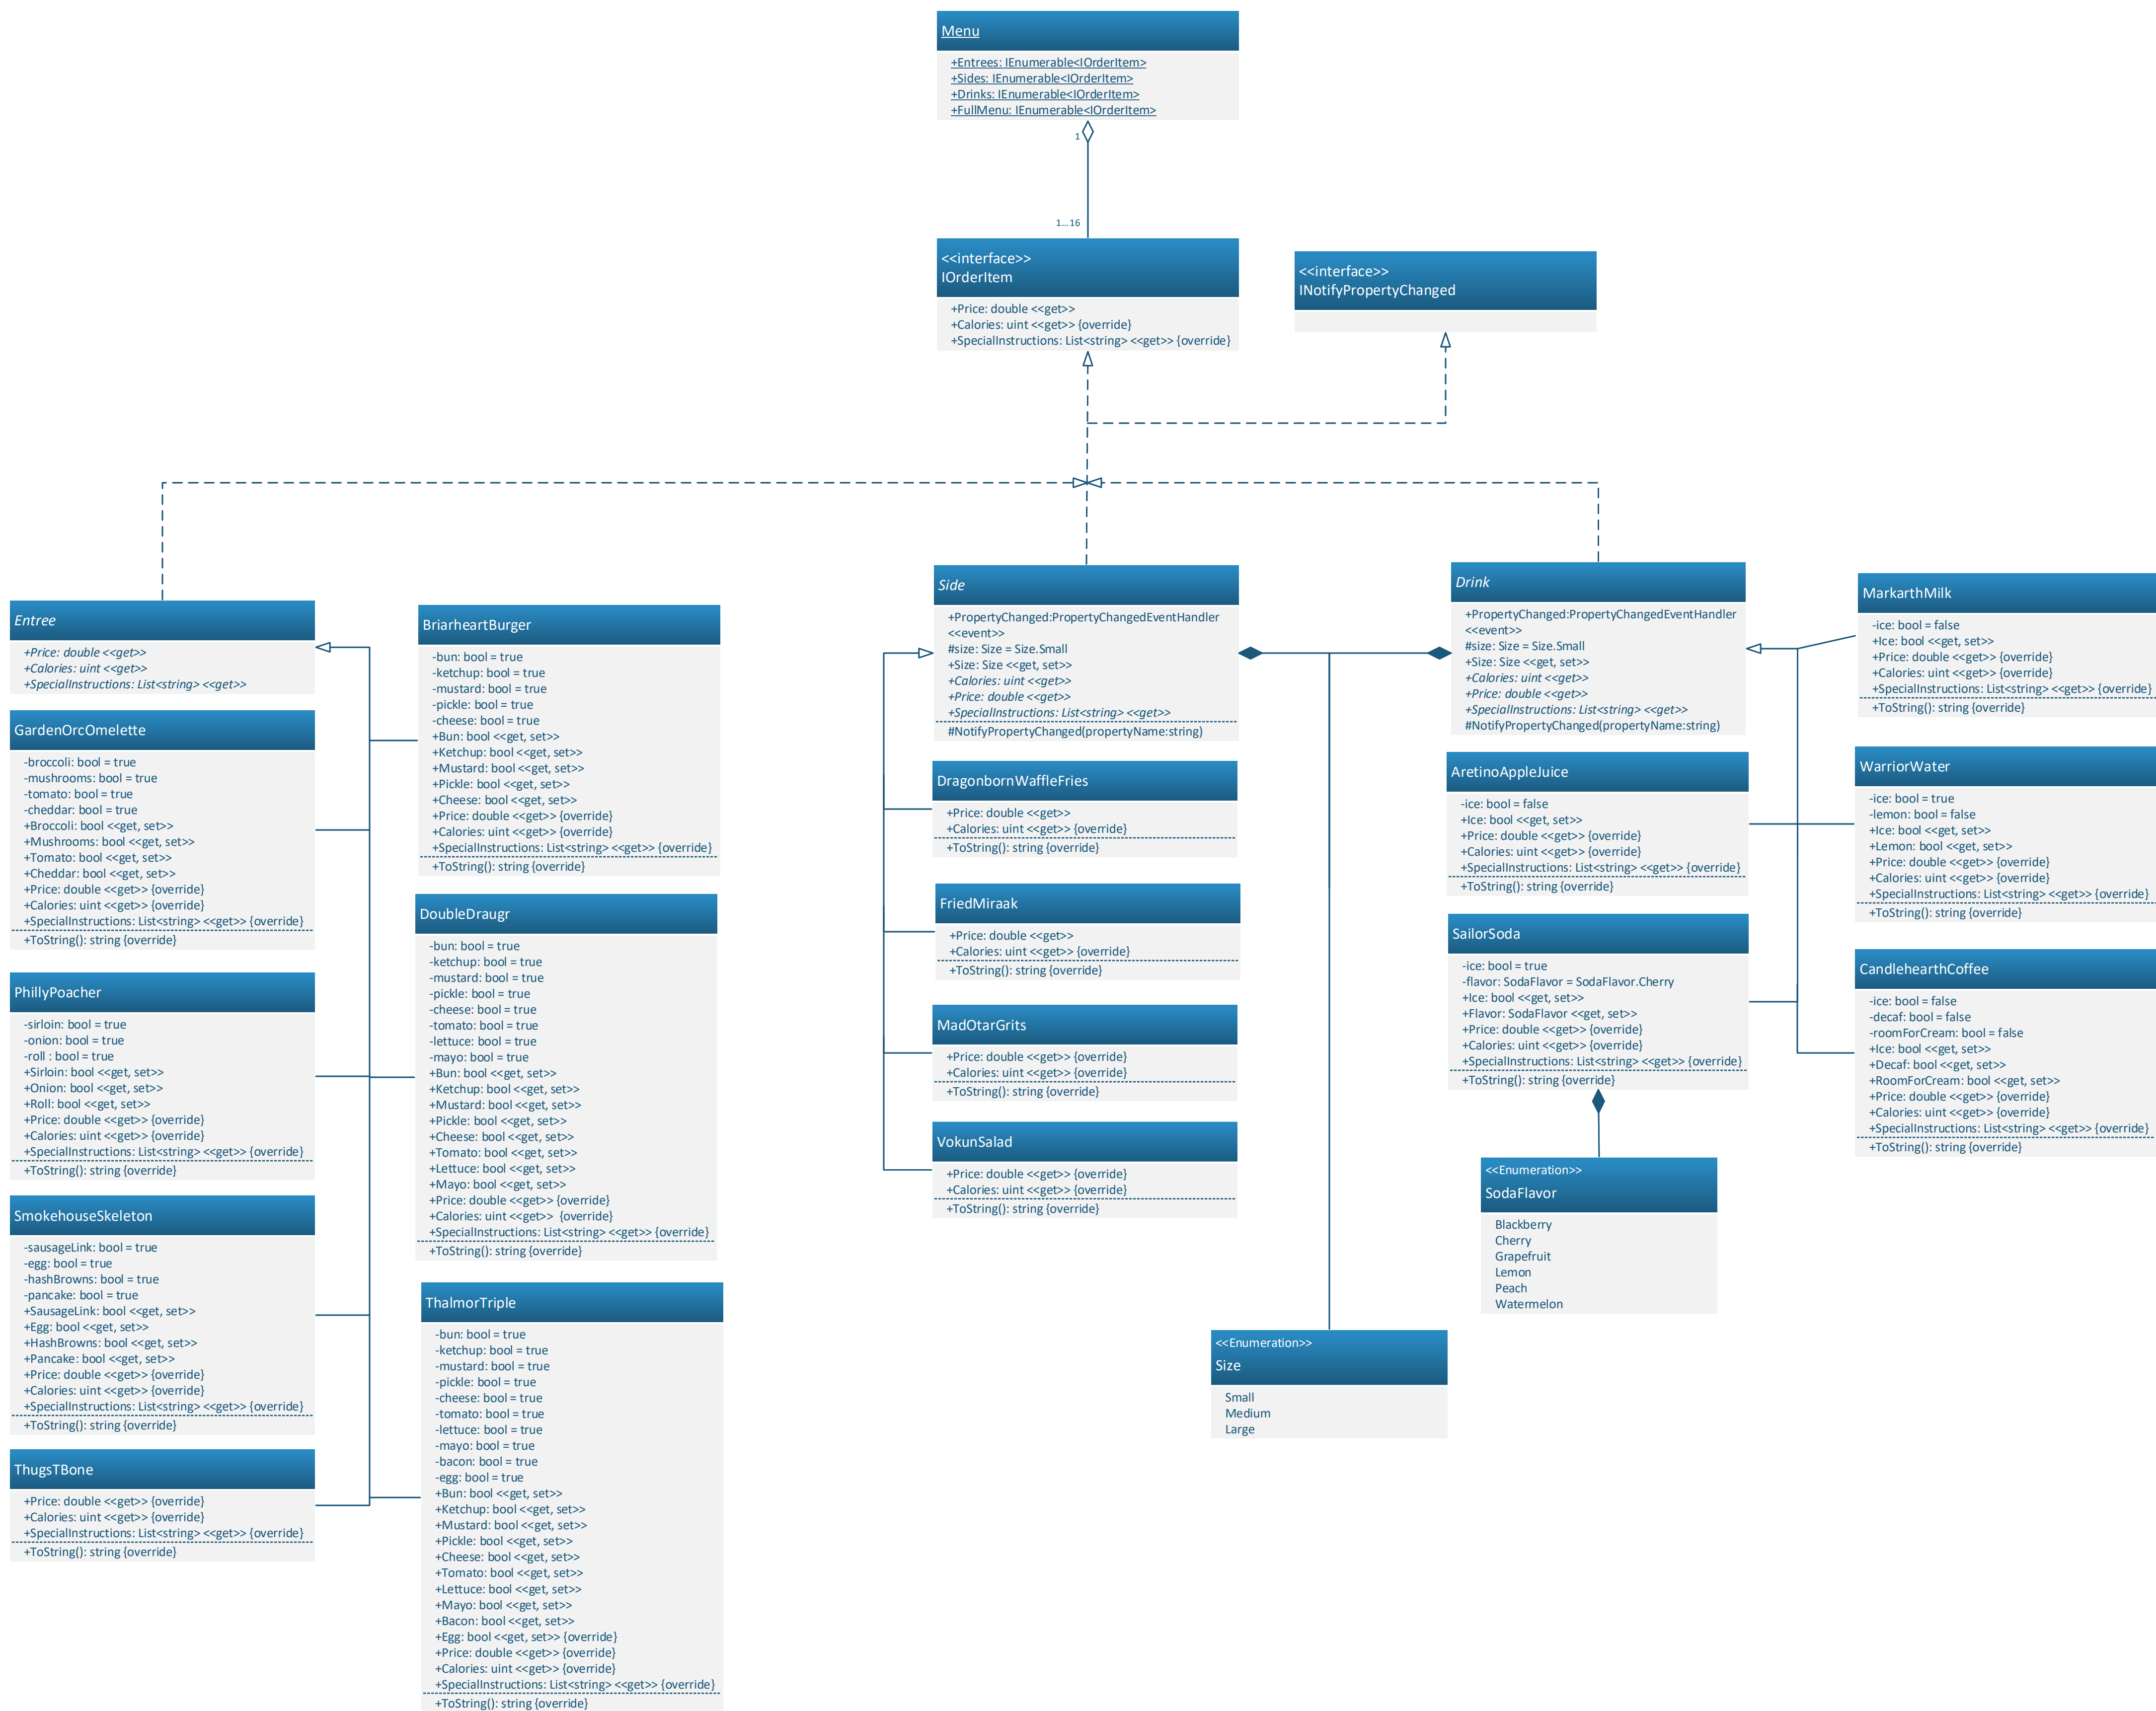 Menu
+Entrees: IEnumerable<IOrderItem>
+Sides: IEnumerable<IOrderItem>
+Drinks: IEnumerable<IOrderItem>
+FullMenu: IEnumerable<IOrderItem>
1
1...16
<<interface>>
IOrderItem
+Price: double <<get>>
+Calories: uint <<get>> {override}
+SpecialInstructions: List<string> <<get>> {override}
<<interface>>
INotifyPropertyChanged
Entree
+Price: double <<get>>
+Calories: uint <<get>>
+SpecialInstructions: List<string> <<get>>
GardenOrcOmelette
-broccoli: bool = true
-mushrooms: bool = true
-tomato: bool = true
-cheddar: bool = true
+Broccoli: bool <<get, set>>
+Mushrooms: bool <<get, set>>
+Tomato: bool <<get, set>>
+Cheddar: bool <<get, set>>
+Price: double <<get>> {override}
+Calories: uint <<get>> {override}
+SpecialInstructions: List<string> <<get>> {override}
+ToString(): string {override}
PhillyPoacher
-sirloin: bool = true
-onion: bool = true
-roll : bool = true
+Sirloin: bool <<get, set>>
+Onion: bool <<get, set>>
+Roll: bool <<get, set>>
+Price: double <<get>> {override}
+Calories: uint <<get>> {override}
+SpecialInstructions: List<string> <<get>> {override}
+ToString(): string {override}
SmokehouseSkeleton
-sausageLink: bool = true
-egg: bool = true
-hashBrowns: bool = true
-pancake: bool = true
+SausageLink: bool <<get, set>>
+Egg: bool <<get, set>>
+HashBrowns: bool <<get, set>>
+Pancake: bool <<get, set>>
+Price: double <<get>> {override}
+Calories: uint <<get>> {override}
+SpecialInstructions: List<string> <<get>> {override}
+ToString(): string {override}
ThugsTBone
+Price: double <<get>> {override}
+Calories: uint <<get>> {override}
+SpecialInstructions: List<string> <<get>> {override}
+ToString(): string {override}
BriarheartBurger
-bun: bool = true
-ketchup: bool = true
-mustard: bool = true
-pickle: bool = true
-cheese: bool = true
+Bun: bool <<get, set>>
+Ketchup: bool <<get, set>>
+Mustard: bool <<get, set>>
+Pickle: bool <<get, set>>
+Cheese: bool <<get, set>>
+Price: double <<get>> {override}
+Calories: uint <<get>> {override}
+SpecialInstructions: List<string> <<get>> {override}
+ToString(): string {override}
DoubleDraugr
-bun: bool = true
-ketchup: bool = true
-mustard: bool = true
-pickle: bool = true
-cheese: bool = true
-tomato: bool = true
-lettuce: bool = true
-mayo: bool = true
+Bun: bool <<get, set>>
+Ketchup: bool <<get, set>>
+Mustard: bool <<get, set>>
+Pickle: bool <<get, set>>
+Cheese: bool <<get, set>>
+Tomato: bool <<get, set>>
+Lettuce: bool <<get, set>>
+Mayo: bool <<get, set>>
+Price: double <<get>> {override}
+Calories: uint <<get>> {override}
+SpecialInstructions: List<string> <<get>> {override}
+ToString(): string {override}
ThalmorTriple
-bun: bool = true
-ketchup: bool = true
-mustard: bool = true
-pickle: bool = true
-cheese: bool = true
-tomato: bool = true
-lettuce: bool = true
-mayo: bool = true
-bacon: bool = true
-egg: bool = true
+Bun: bool <<get, set>>
+Ketchup: bool <<get, set>>
+Mustard: bool <<get, set>>
+Pickle: bool <<get, set>>
+Cheese: bool <<get, set>>
+Tomato: bool <<get, set>>
+Lettuce: bool <<get, set>>
+Mayo: bool <<get, set>>
+Bacon: bool <<get, set>>
+Egg: bool <<get, set>> {override}
+Price: double <<get>> {override}
+Calories: uint <<get>> {override}
+SpecialInstructions: List<string> <<get>> {override}
+ToString(): string {override}
Side
+PropertyChanged:PropertyChangedEventHandler
<<event>>
#size: Size = Size.Small
+Size: Size <<get, set>>
+Calories: uint <<get>>
+Price: double <<get>>
+SpecialInstructions: List<string> <<get>>
#NotifyPropertyChanged(propertyName:string)
DragonbornWaffleFries
+Price: double <<get>>
+Calories: uint <<get>> {override}
+ToString(): string {override}
FriedMiraak
+Price: double <<get>>
+Calories: uint <<get>> {override}
+ToString(): string {override}
MadOtarGrits
+Price: double <<get>> {override}
+Calories: uint <<get>> {override}
+ToString(): string {override}
VokunSalad
+Price: double <<get>> {override}
+Calories: uint <<get>> {override}
+ToString(): string {override}
<<Enumeration>>
Size
Small
Medium
Large
Drink
+PropertyChanged:PropertyChangedEventHandler
<<event>>
#size: Size = Size.Small
+Size: Size <<get, set>>
+Calories: uint <<get>>
+Price: double <<get>>
+SpecialInstructions: List<string> <<get>>
#NotifyPropertyChanged(propertyName:string)
AretinoAppleJuice
-ice: bool = false
+Ice: bool <<get, set>>
+Price: double <<get>> {override}
+Calories: uint <<get>> {override}
+SpecialInstructions: List<string> <<get>> {override}
+ToString(): string {override}
SailorSoda
-ice: bool = true
-flavor: SodaFlavor = SodaFlavor.Cherry
+Ice: bool <<get, set>>
+Flavor: SodaFlavor <<get, set>>
+Price: double <<get>> {override}
+Calories: uint <<get>> {override}
+SpecialInstructions: List<string> <<get>> {override}
+ToString(): string {override}
<<Enumeration>>
SodaFlavor
Blackberry
Cherry
Grapefruit
Lemon
Peach
Watermelon
MarkarthMilk
-ice: bool = false
+Ice: bool <<get, set>>
+Price: double <<get>> {override}
+Calories: uint <<get>> {override}
+SpecialInstructions: List<string> <<get>> {override}
+ToString(): string {override}
WarriorWater
-ice: bool = true
-lemon: bool = false
+Ice: bool <<get, set>>
+Lemon: bool <<get, set>>
+Price: double <<get>> {override}
+Calories: uint <<get>> {override}
+SpecialInstructions: List<string> <<get>> {override}
+ToString(): string {override}
CandlehearthCoffee
-ice: bool = false
-decaf: bool = false
-roomForCream: bool = false
+Ice: bool <<get, set>>
+Decaf: bool <<get, set>>
+RoomForCream: bool <<get, set>>
+Price: double <<get>> {override}
+Calories: uint <<get>> {override}
+SpecialInstructions: List<string> <<get>> {override}
+ToString(): string {override}